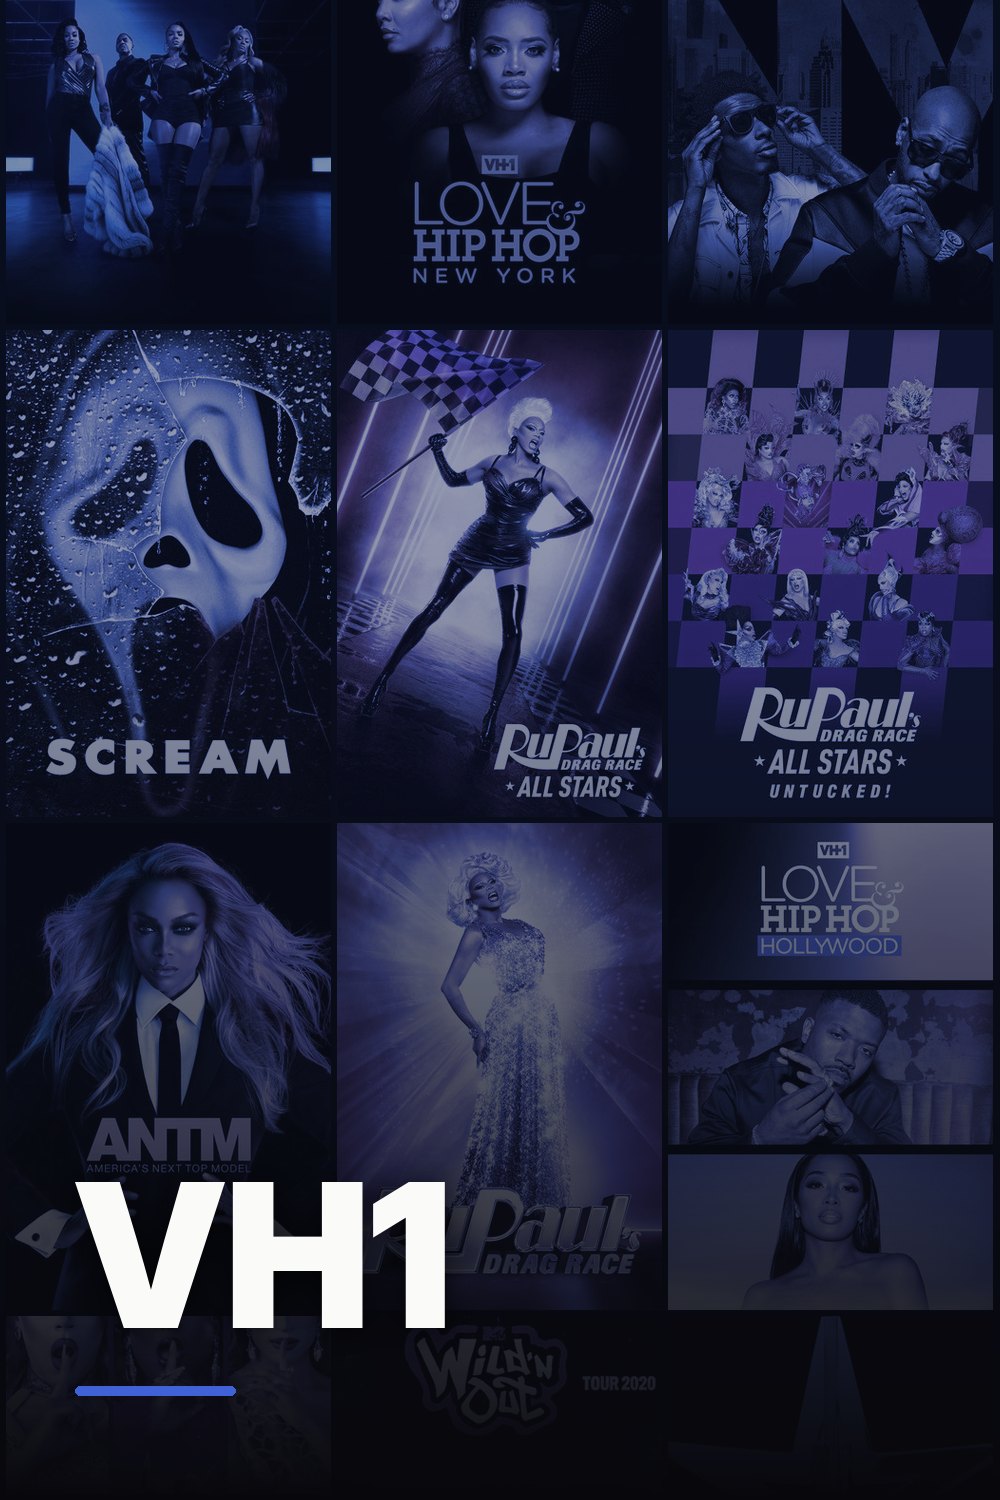 VH1
LOVE &
HIP HOP
NEW YORK
SCREAM
RuPaul's
DRAG RACE
★ ALL STARS ★
RuPaul's
DRAG RACE
★ ALL STARS ★
UNTUCKED!
ANTM
AMERICA'S NEXT TOP MODEL
RuPaul's
DRAG RACE
VH1
LOVE &
HIP HOP
HOLLYWOOD
VH1
WiLd'N
Out
TOUR 2020